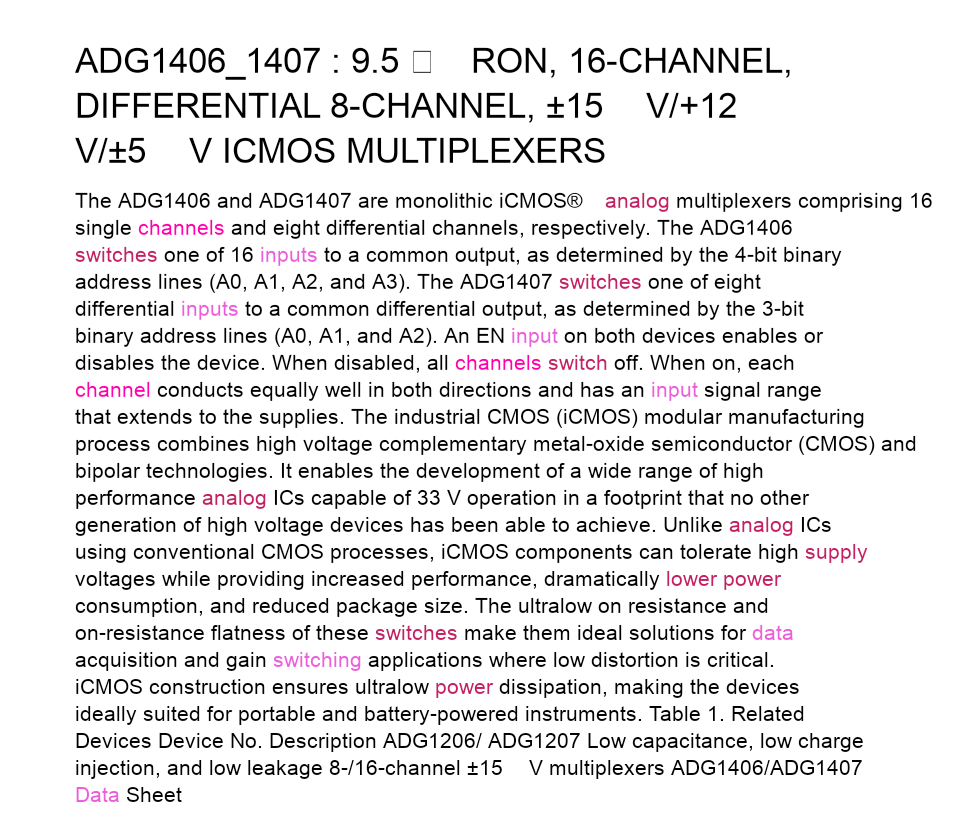 ADG1406_1407 : 9.5 □ RON, 16-CHANNEL,
DIFFERENTIAL 8-CHANNEL, ±15 V/+12
V/±5 V ICMOS MULTIPLEXERS
The ADG1406 and ADG1407 are monolithic iCMOS® analog multiplexers comprising 16
single channels and eight differential channels, respectively. The ADG1406
switches one of 16 inputs to a common output, as determined by the 4-bit binary
address lines (A0, A1, A2, and A3). The ADG1407 switches one of eight
differential inputs to a common differential output, as determined by the 3-bit
binary address lines (A0, A1, and A2). An EN input on both devices enables or
disables the device. When disabled, all channels switch off. When on, each
channel conducts equally well in both directions and has an input signal range
that extends to the supplies. The industrial CMOS (iCMOS) modular manufacturing
process combines high voltage complementary metal-oxide semiconductor (CMOS) and
bipolar technologies. It enables the development of a wide range of high
performance analog ICs capable of 33 V operation in a footprint that no other
generation of high voltage devices has been able to achieve. Unlike analog ICs
using conventional CMOS processes, iCMOS components can tolerate high supply
voltages while providing increased performance, dramatically lower power
consumption, and reduced package size. The ultralow on resistance and
on-resistance flatness of these switches make them ideal solutions for data
acquisition and gain switching applications where low distortion is critical.
iCMOS construction ensures ultralow power dissipation, making the devices
ideally suited for portable and battery-powered instruments. Table 1. Related
Devices Device No. Description ADG1206/ ADG1207 Low capacitance, low charge
injection, and low leakage 8-/16-channel ±15 V multiplexers ADG1406/ADG1407
Data Sheet